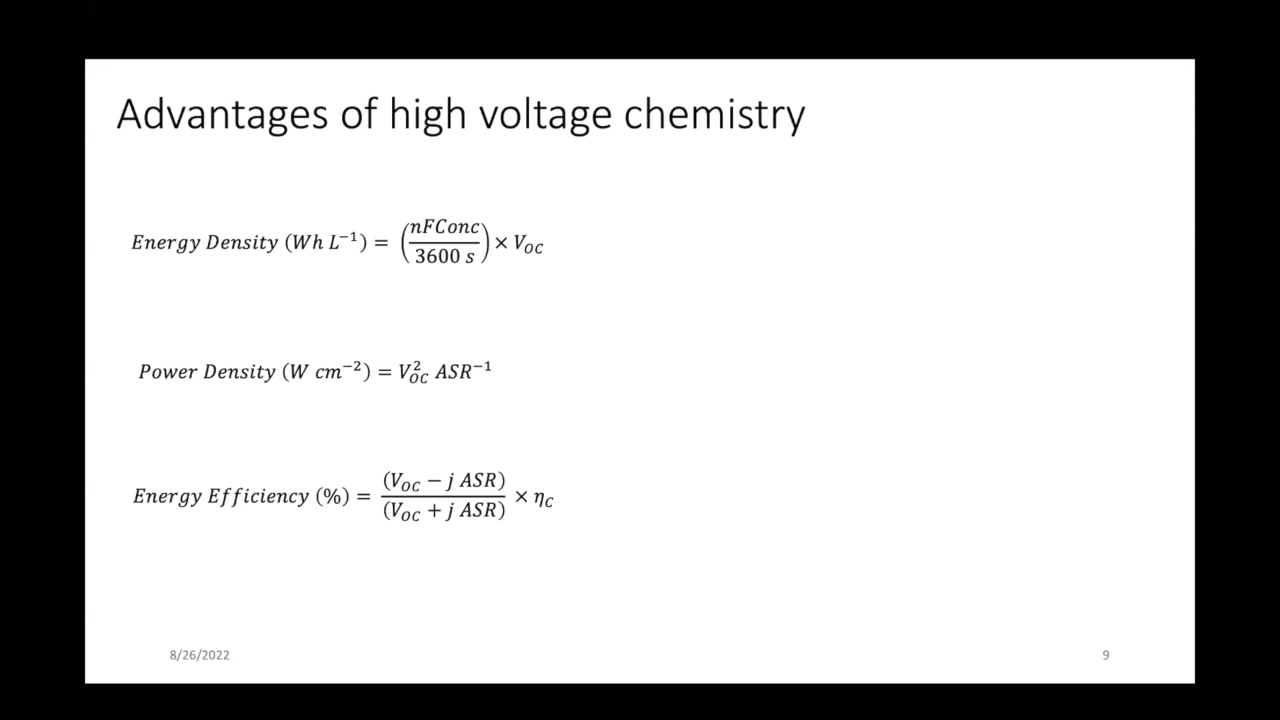 Advantages of high voltage chemistry
Energy Density (Wh L⁻¹) = (nFConc / 3600 s) × V_OC
Power Density (W cm⁻²) = V_OC² ASR⁻¹
Energy Efficiency (%) = (V_OC − j ASR) / (V_OC + j ASR) × η_C
8/26/2022
9